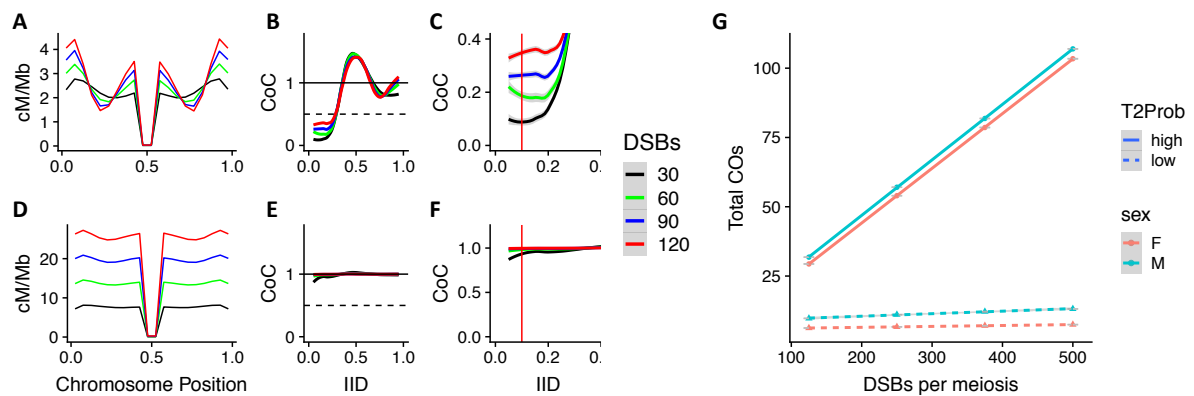 A
cM/Mb
4
3
2
1
0
0.0
0.5
1.0
B
CoC
1
0
0.0
0.5
1.0
C
CoC
0.4
0.2
0.0
0.0
0.2
0.4
DSBs
30
60
90
120
D
cM/Mb
20
10
0
0.0
0.5
1.0
Chromosome Position
E
CoC
1
0
0.0
0.5
1.0
IID
F
CoC
1.0
0.5
0.0
0.0
0.2
IID
G
Total COs
100
75
50
25
100
200
300
400
500
DSBs per meiosis
T2Prob
high
low
sex
F
M